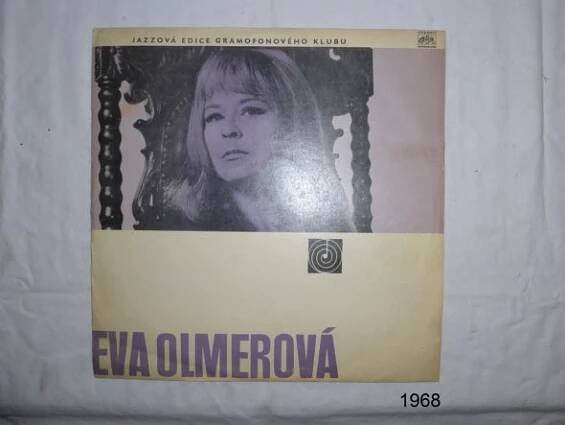 JAZZOVÁ EDICE GRAMOFONOVÉHO KLUBU
EVA OLMEROVÁ
1968